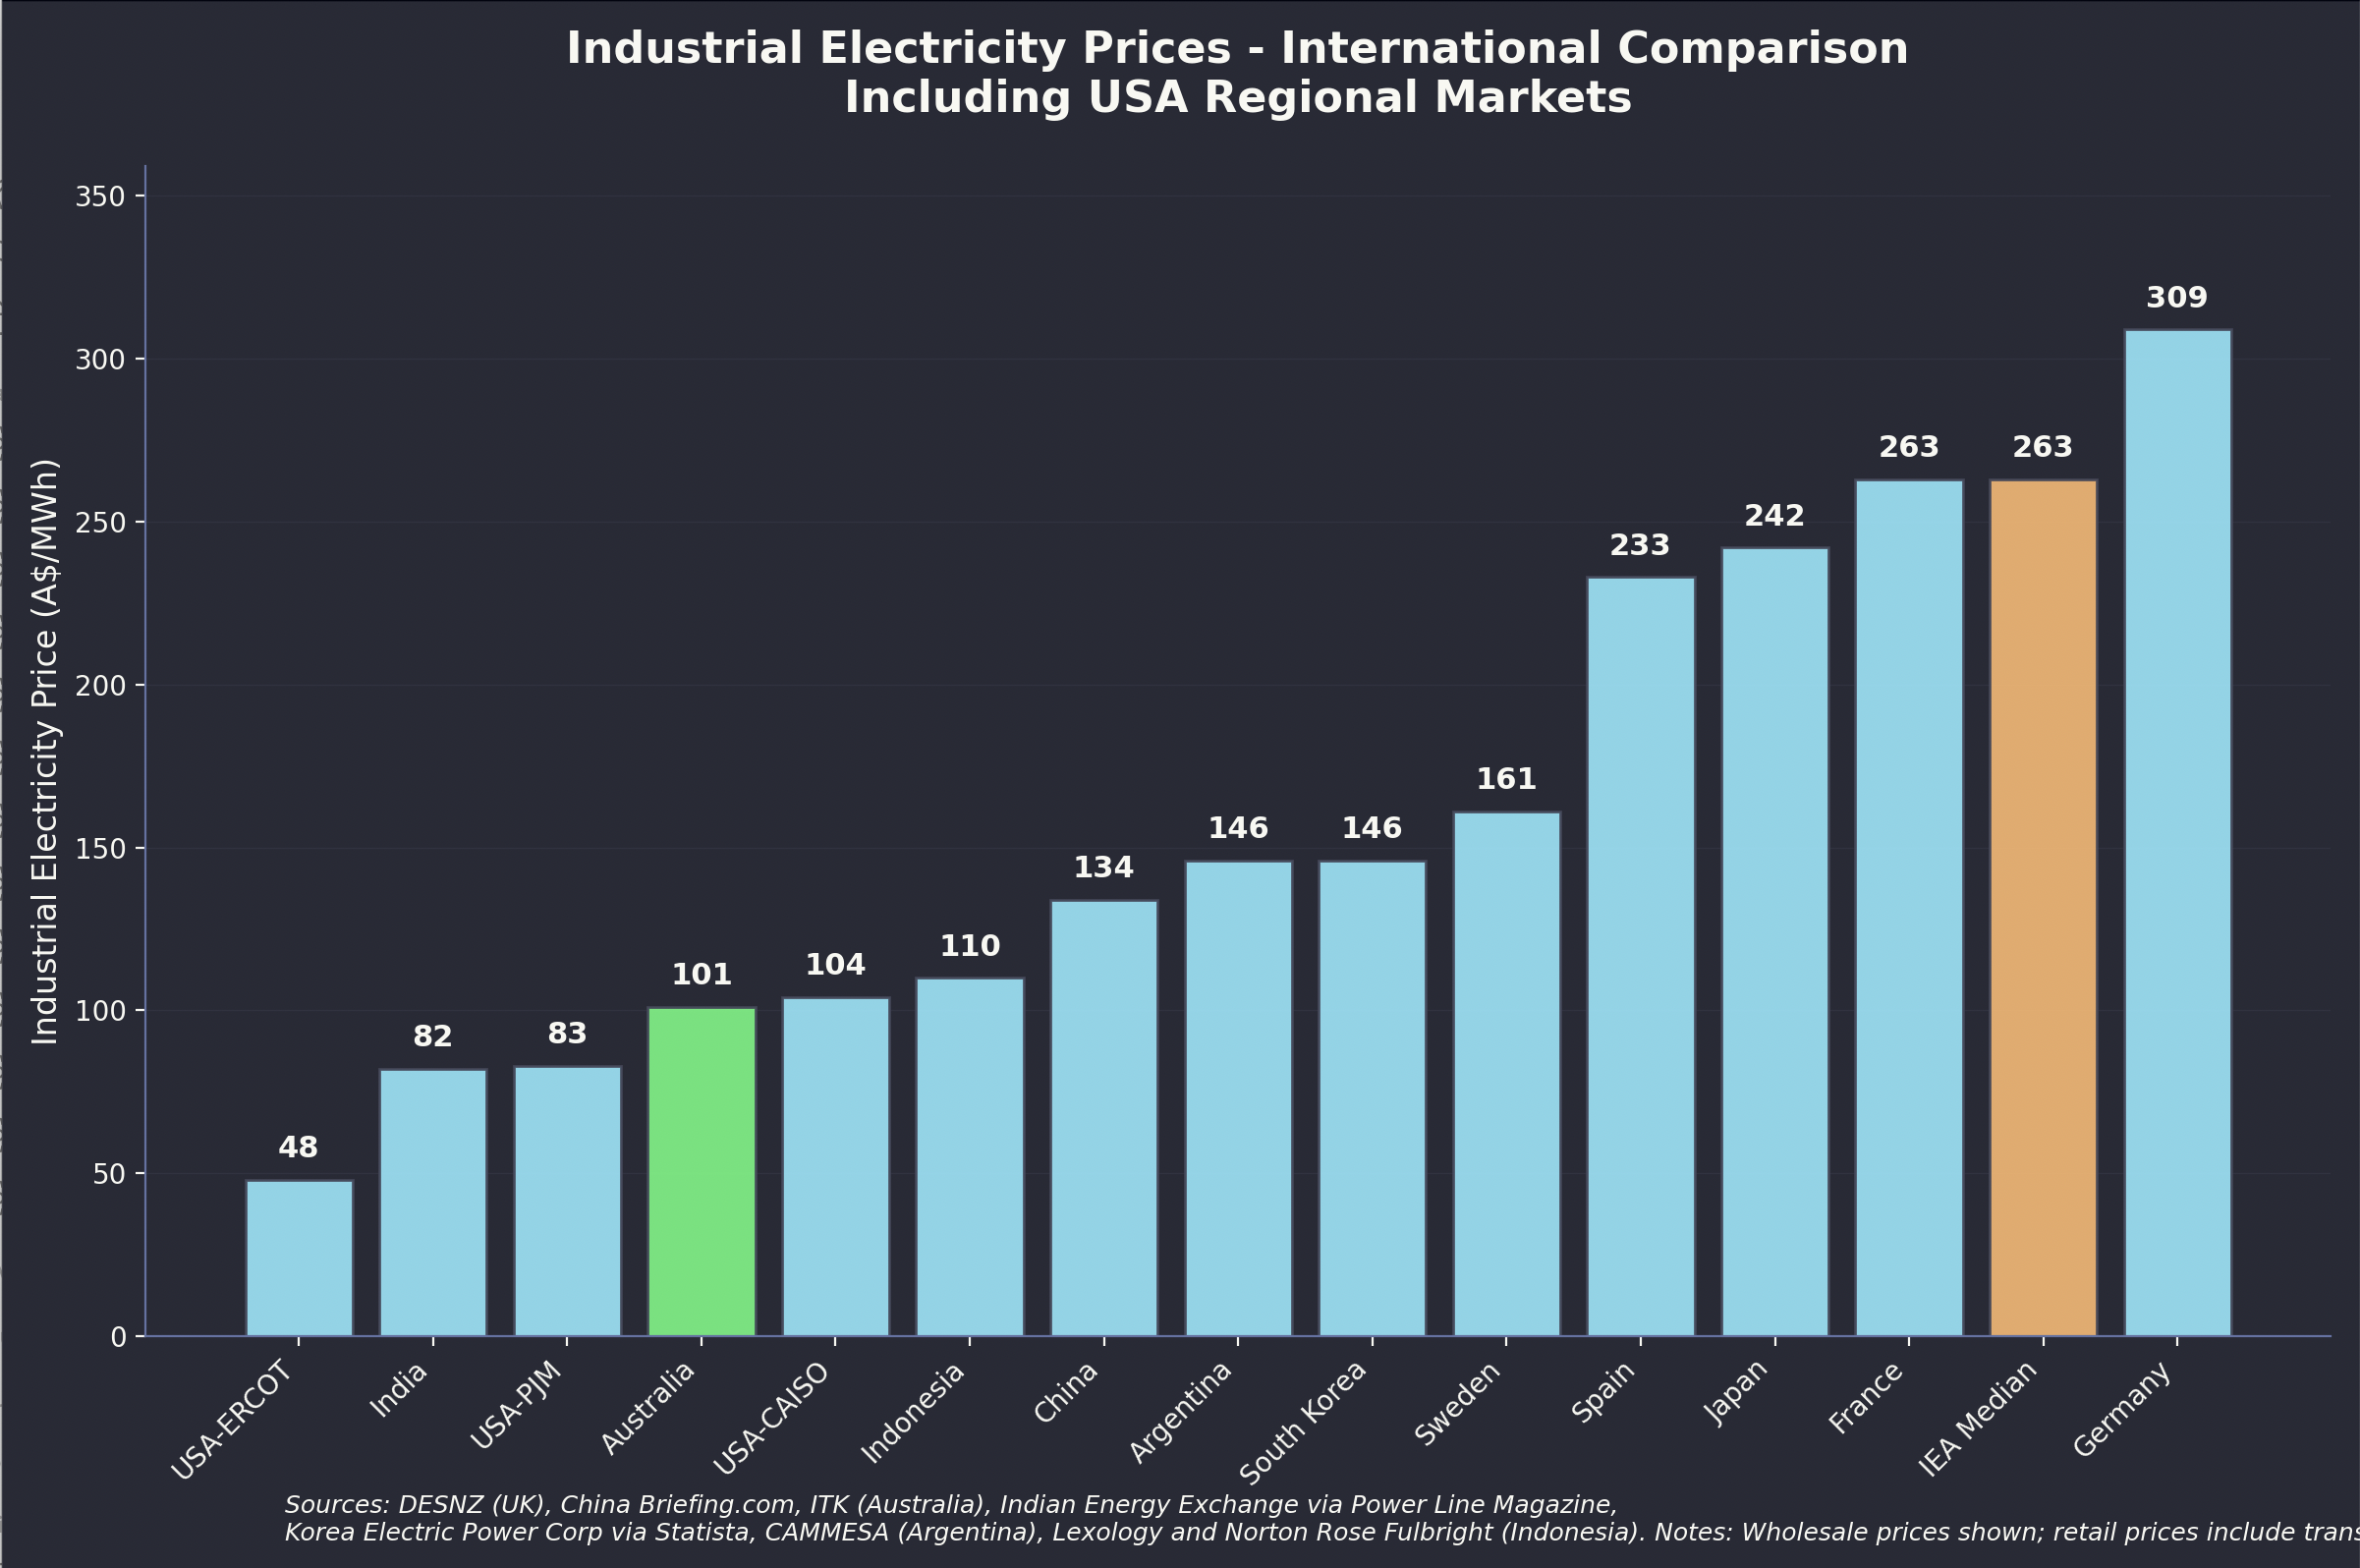 Industrial Electricity Prices - International Comparison
Including USA Regional Markets
Industrial Electricity Price (A$/MWh)
350
300
250
200
150
100
50
0
48
82
83
101
104
110
134
146
146
161
233
242
263
263
309
USA-ERCOT
India
USA-PJM
Australia
USA-CAISO
Indonesia
China
Argentina
South Korea
Sweden
Spain
Japan
France
IEA Median
Germany
Sources: DESNZ (UK), China Briefing.com, ITK (Australia), Indian Energy Exchange via Power Line Magazine,
Korea Electric Power Corp via Statista, CAMMESA (Argentina), Lexology and Norton Rose Fulbright (Indonesia). Notes: Wholesale prices shown; retail prices include